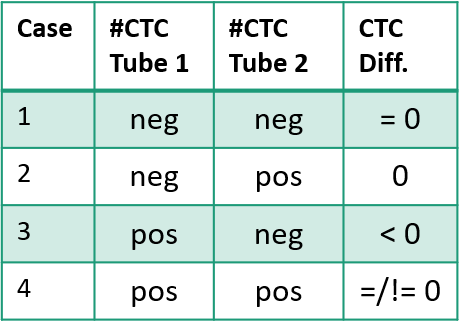 Case #CTC Tube 1 #CTC Tube 2 CTC Diff.
1 neg neg = 0
2 neg pos 0
3 pos neg < 0
4 pos pos =/!= 0